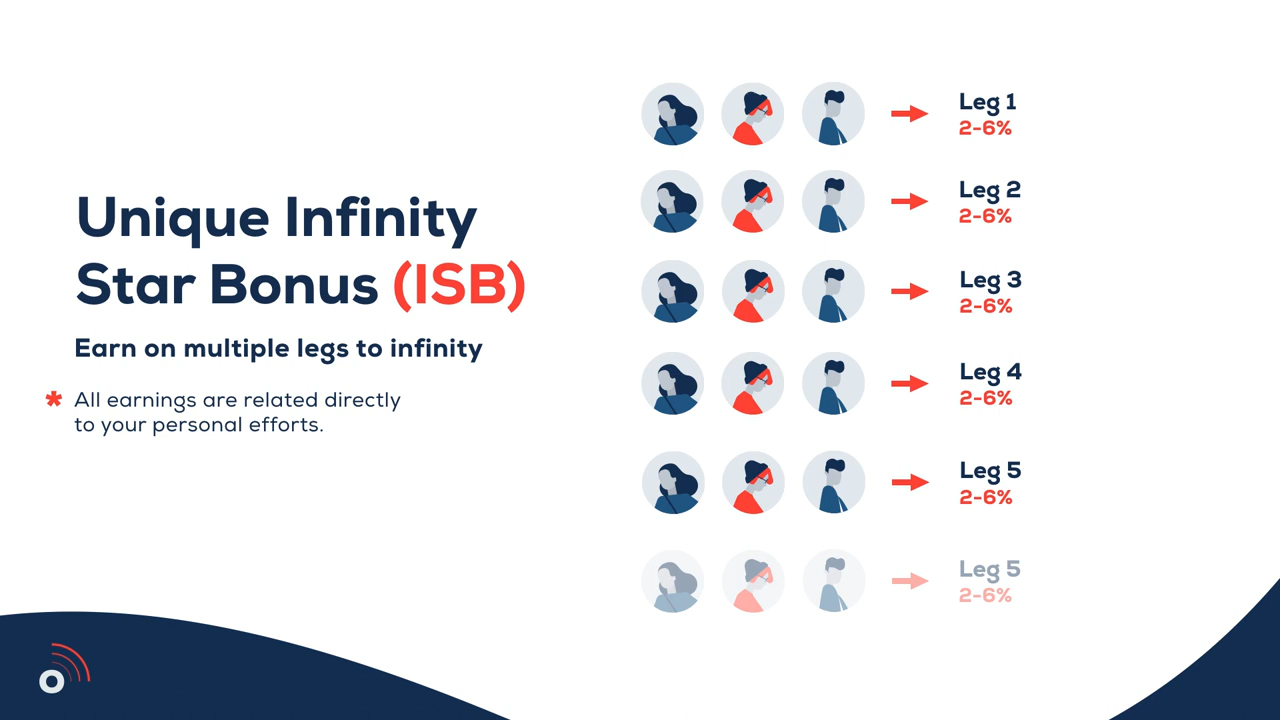 Unique Infinity
Star Bonus (ISB)
Earn on multiple legs to infinity
* All earnings are related directly
to your personal efforts.
Leg 1
2-6%
Leg 2
2-6%
Leg 3
2-6%
Leg 4
2-6%
Leg 5
2-6%
Leg 5
2-6%